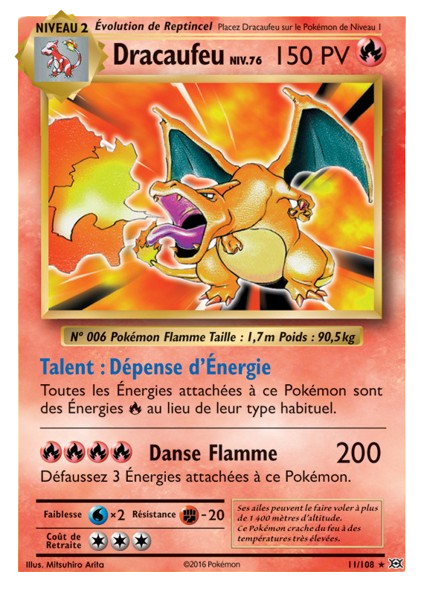 NIVEAU 2 Évolution de Reptincel Placez Dracaufeu sur le Pokémon de Niveau 1
Dracaufeu NIV.76 150 PV
N° 006 Pokémon Flamme Taille : 1,7m Poids : 90,5kg
Talent : Dépense d'Énergie
Toutes les Énergies attachées à ce Pokémon sont
des Énergies au lieu de leur type habituel.
Danse Flamme 200
Défaussez 3 Énergies attachées à ce Pokémon.
Faiblesse ×2 Résistance -20
Coût de
Retraite
Ses ailes peuvent le faire voler à plus
de 1 400 mètres d'altitude.
Ce Pokémon crache du feu à des
températures très élevées.
Illus. Mitsuhiro Arita ©2016 Pokémon 11/108 ★